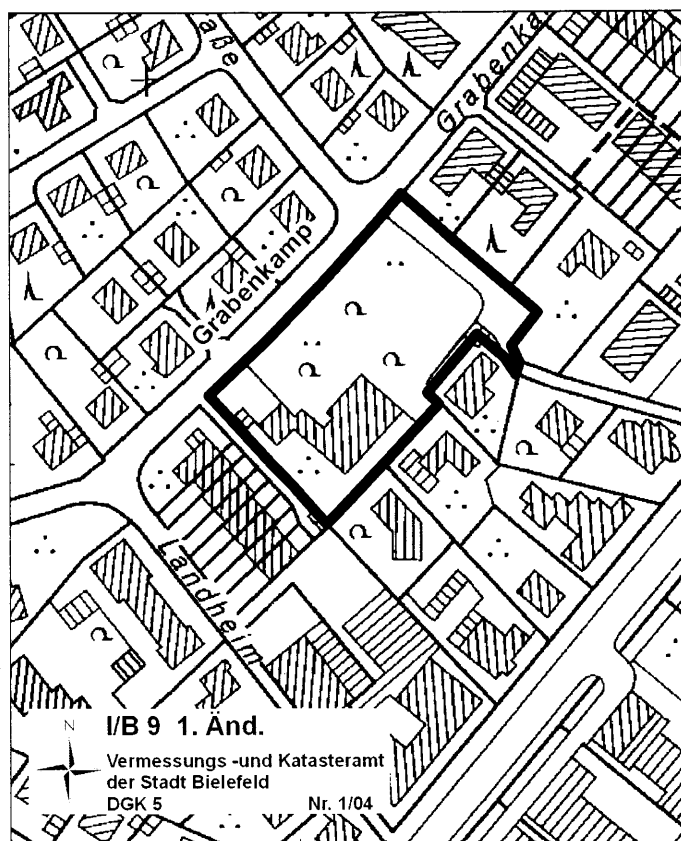 aße
Grabenka
Grabenkamp
Landheim
N
I/B 9 1. Änd.
Vermessungs -und Katasteramt
der Stadt Bielefeld
DGK 5 Nr. 1/04